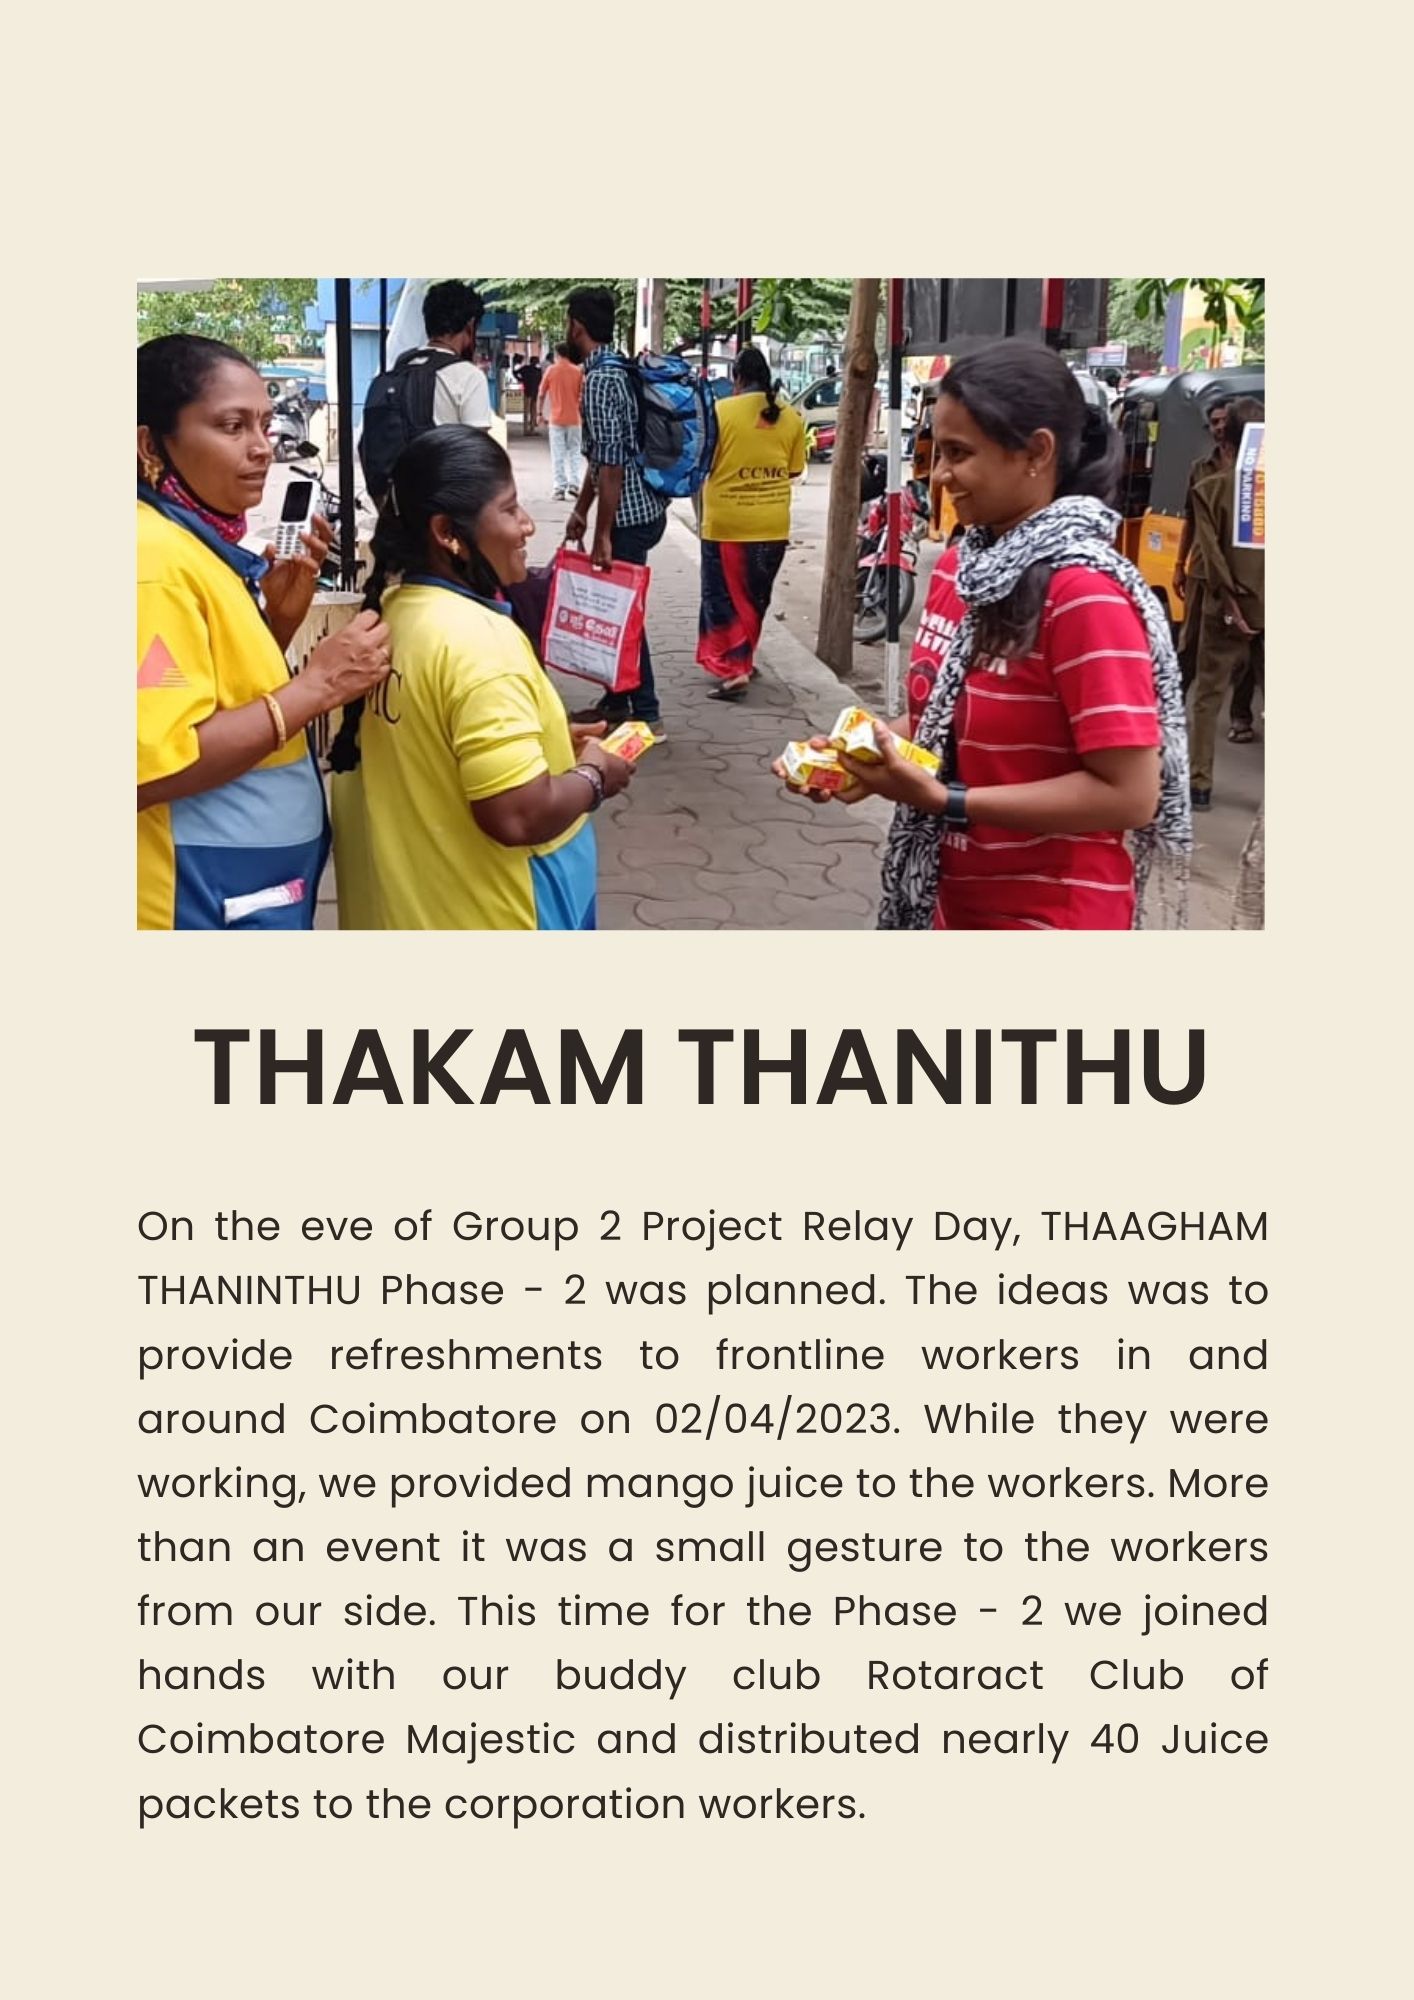 CCMC
MC
ஸ்ரீ தேவி
NO PARKING
THAKAM THANITHU
On the eve of Group 2 Project Relay Day, THAAGHAM
THANINTHU Phase - 2 was planned. The ideas was to
provide refreshments to frontline workers in and
around Coimbatore on 02/04/2023. While they were
working, we provided mango juice to the workers. More
than an event it was a small gesture to the workers
from our side. This time for the Phase - 2 we joined
hands with our buddy club Rotaract Club of
Coimbatore Majestic and distributed nearly 40 Juice
packets to the corporation workers.